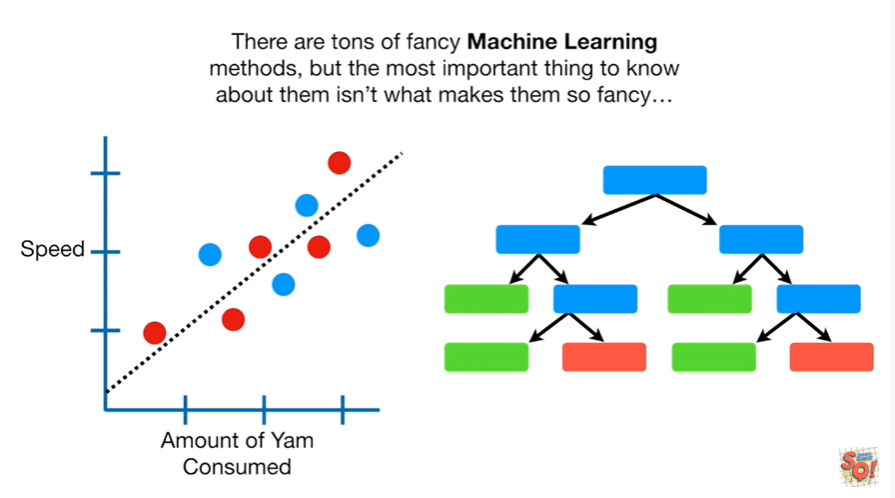 There are tons of fancy Machine Learning
methods, but the most important thing to know
about them isn’t what makes them so fancy…
Speed
Amount of Yam
Consumed
SO!